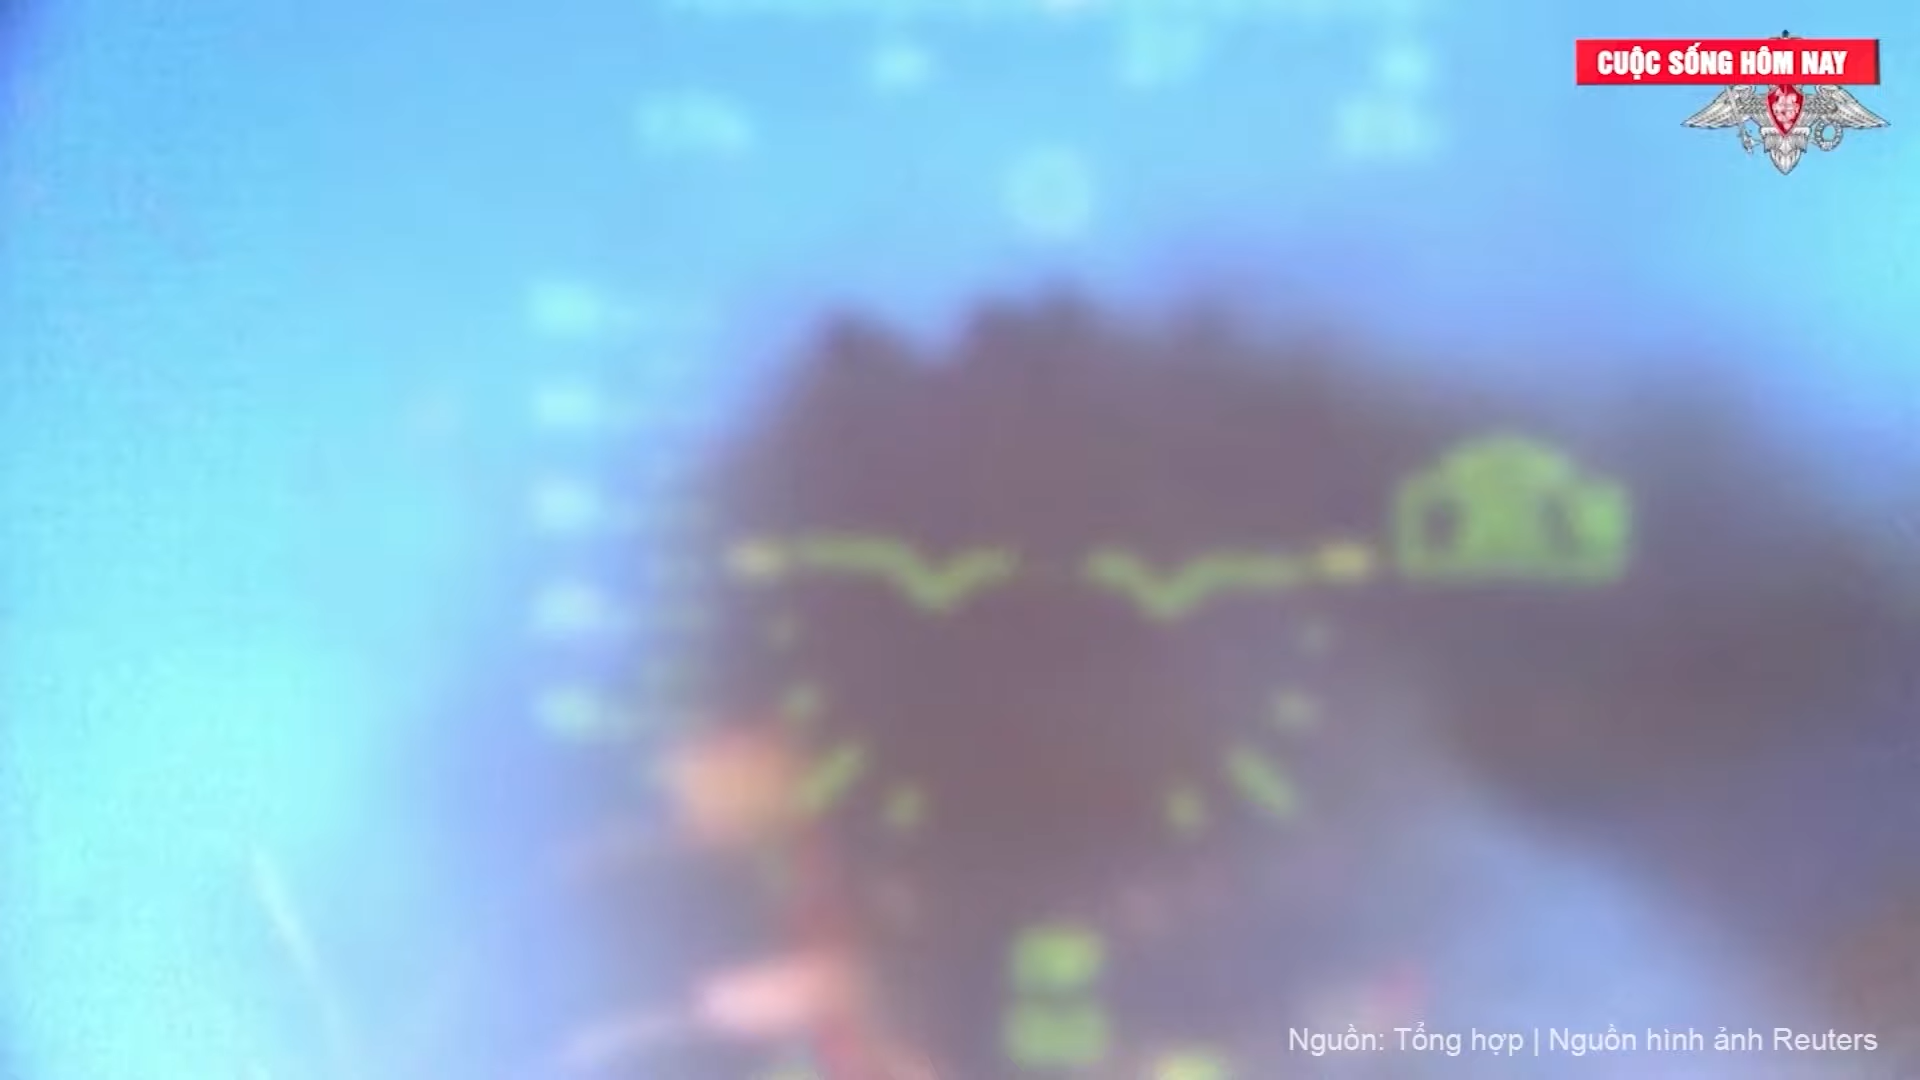 CUỘC SỐNG HÔM NAY
Nguồn: Tổng hợp | Nguồn hình ảnh Reuters